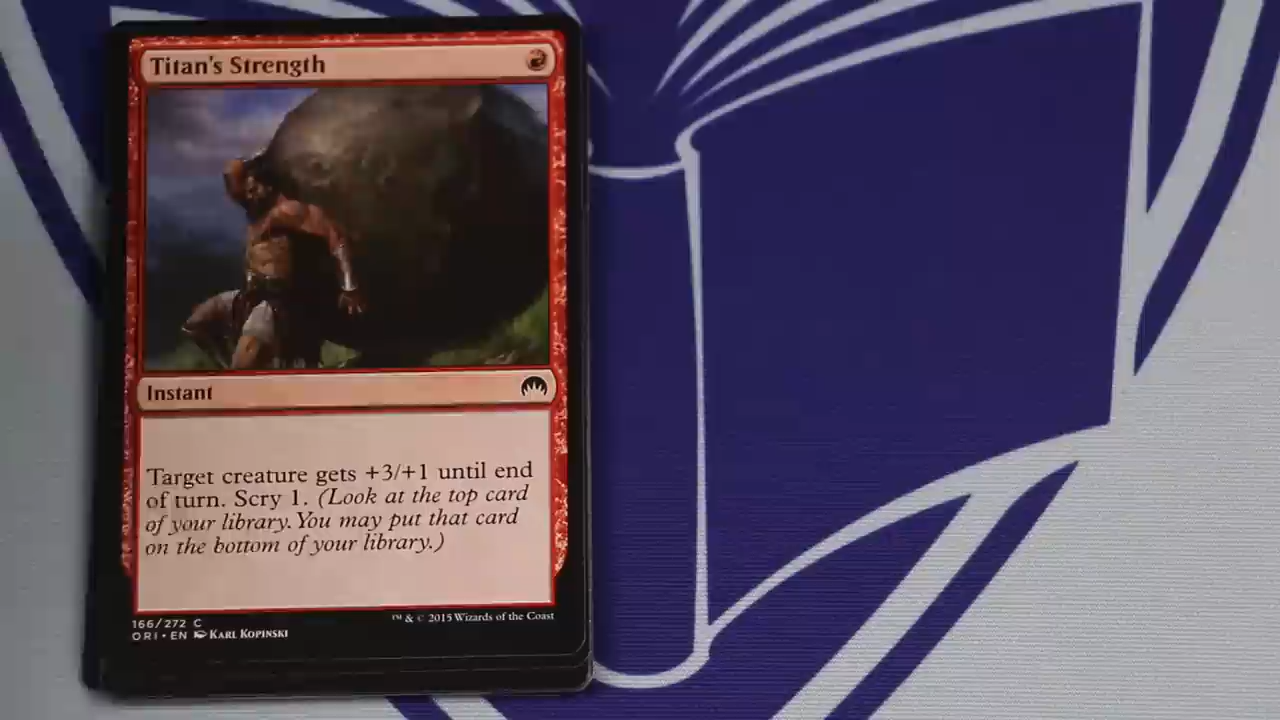 Titan's Strength
Instant
Target creature gets +3/+1 until end
of turn. Scry 1. (Look at the top card
of your library. You may put that card
on the bottom of your library.)
166/272 C
ORI • EN Karl Kopinski
™ & © 2015 Wizards of the Coast